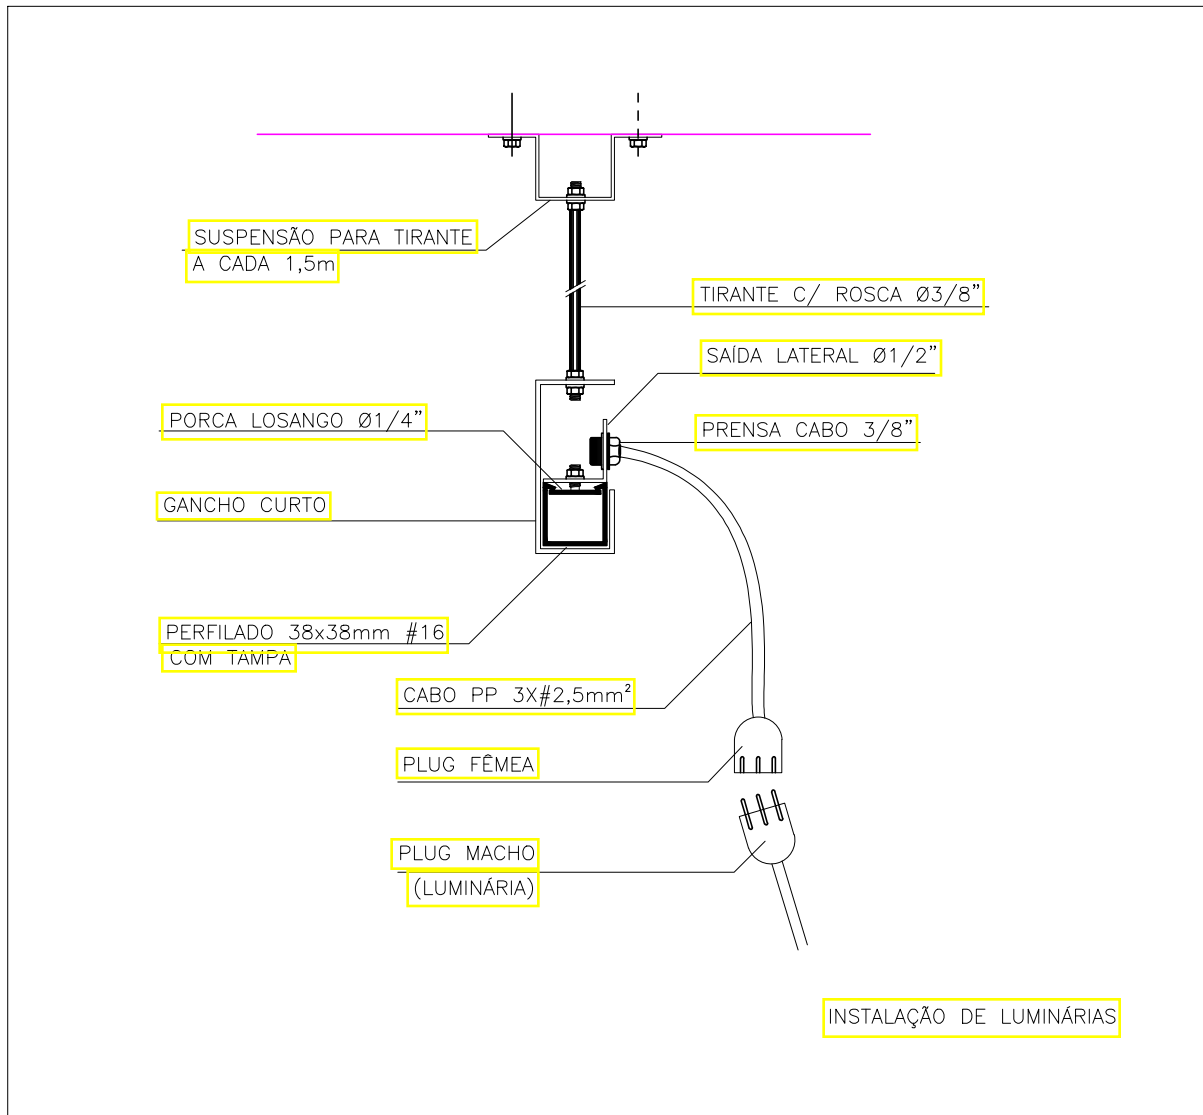 SUSPENSÃO PARA TIRANTE
A CADA 1,5m
TIRANTE C/ ROSCA Ø3/8”
SAÍDA LATERAL Ø1/2”
PORCA LOSANGO Ø1/4”
PRENSA CABO 3/8”
GANCHO CURTO
PERFILADO 38x38mm #16
COM TAMPA
CABO PP 3X#2,5mm²
PLUG FÊMEA
PLUG MACHO
(LUMINÁRIA)
INSTALAÇÃO DE LUMINÁRIAS